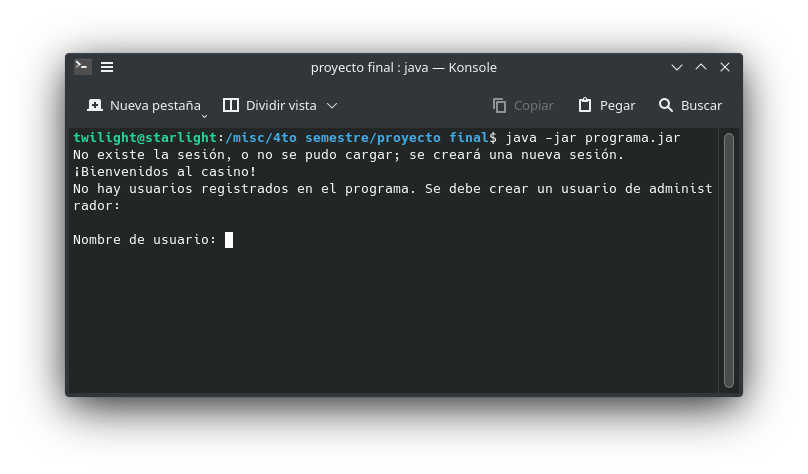 proyecto final : java — Konsole
Nueva pestaña Dividir vista Copiar Pegar Buscar
twilight@starlight:/misc/4to semestre/proyecto final$ java -jar programa.jar
No existe la sesión, o no se pudo cargar; se creará una nueva sesión.
¡Bienvenidos al casino!
No hay usuarios registrados en el programa. Se debe crear un usuario de administ
rador:
Nombre de usuario: